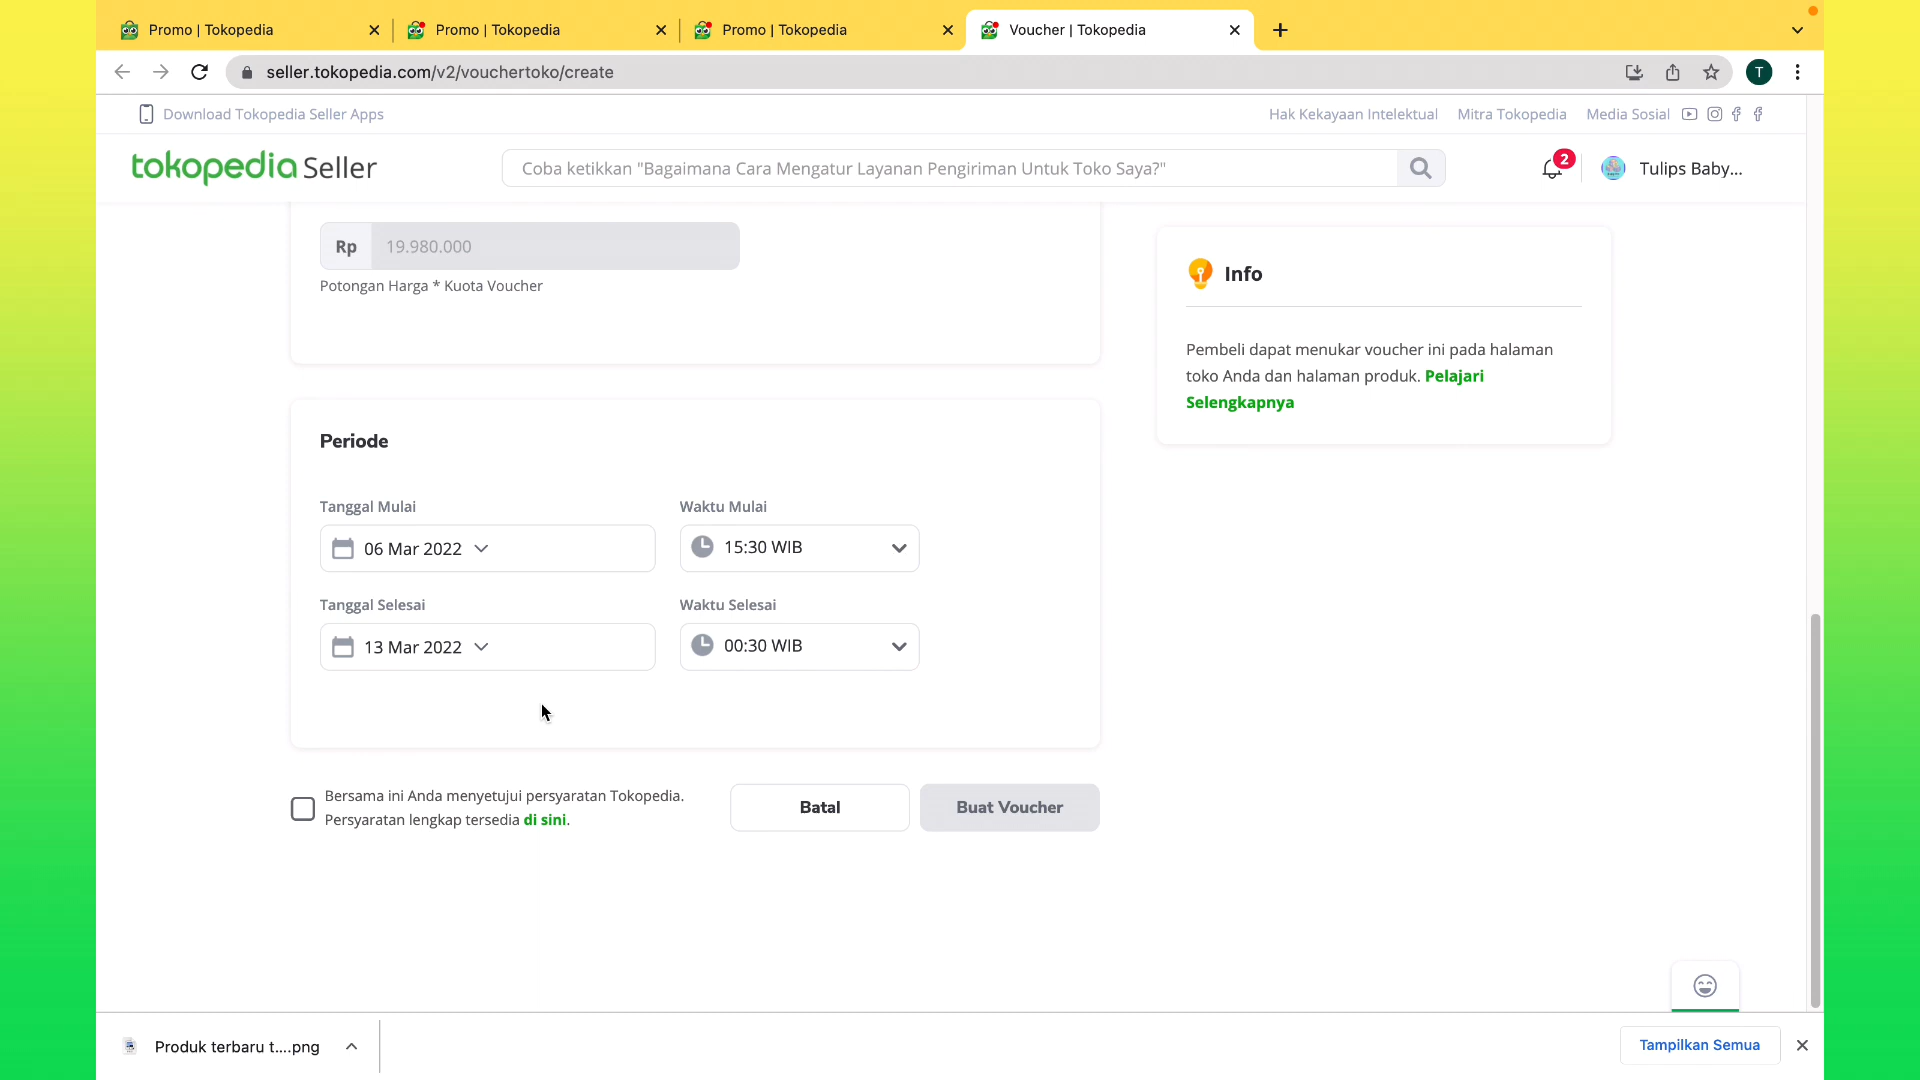 Promo | Tokopedia
Promo | Tokopedia
Promo | Tokopedia
Voucher | Tokopedia
seller.tokopedia.com/v2/vouchertoko/create
T
Download Tokopedia Seller Apps
Hak Kekayaan Intelektual
Mitra Tokopedia
Media Sosial
tokopedia Seller
Coba ketikkan "Bagaimana Cara Mengatur Layanan Pengiriman Untuk Toko Saya?"
2
Tulips Baby...
Rp 19.980.000
Potongan Harga * Kuota Voucher
Info
Pembeli dapat menukar voucher ini pada halaman
toko Anda dan halaman produk. Pelajari
Selengkapnya
Periode
Tanggal Mulai
Waktu Mulai
06 Mar 2022
15:30 WIB
Tanggal Selesai
Waktu Selesai
13 Mar 2022
00:30 WIB
Bersama ini Anda menyetujui persyaratan Tokopedia.
Persyaratan lengkap tersedia di sini.
Batal
Buat Voucher
Produk terbaru t....png
Tampilkan Semua